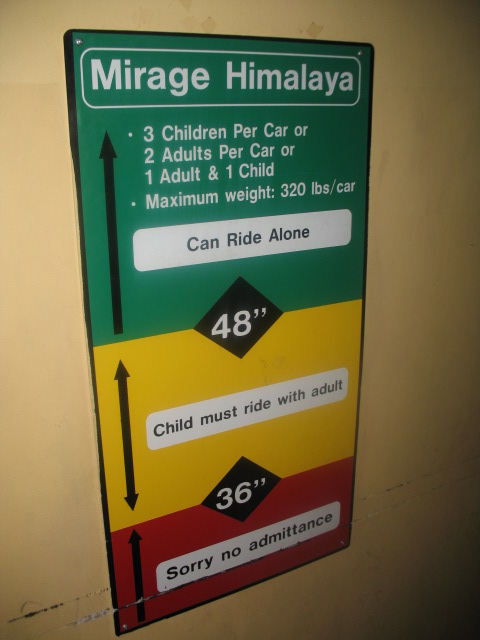 Mirage Himalaya
• 3 Children Per Car or
2 Adults Per Car or
1 Adult & 1 Child
• Maximum weight: 320 lbs/car
Can Ride Alone
48”
Child must ride with adult
36”
Sorry no admittance